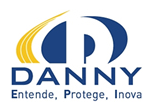 DANNY
Entende, Protege, Inova